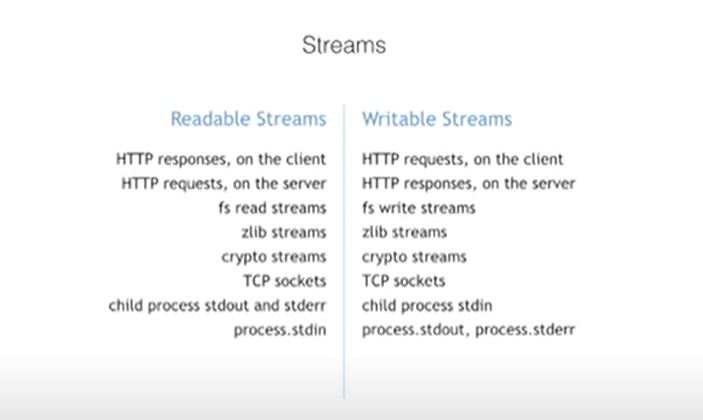 Streams
Readable Streams
HTTP responses, on the client
HTTP requests, on the server
fs read streams
zlib streams
crypto streams
TCP sockets
child process stdout and stderr
process.stdin
Writable Streams
HTTP requests, on the client
HTTP responses, on the server
fs write streams
zlib streams
crypto streams
TCP sockets
child process stdin
process.stdout, process.stderr